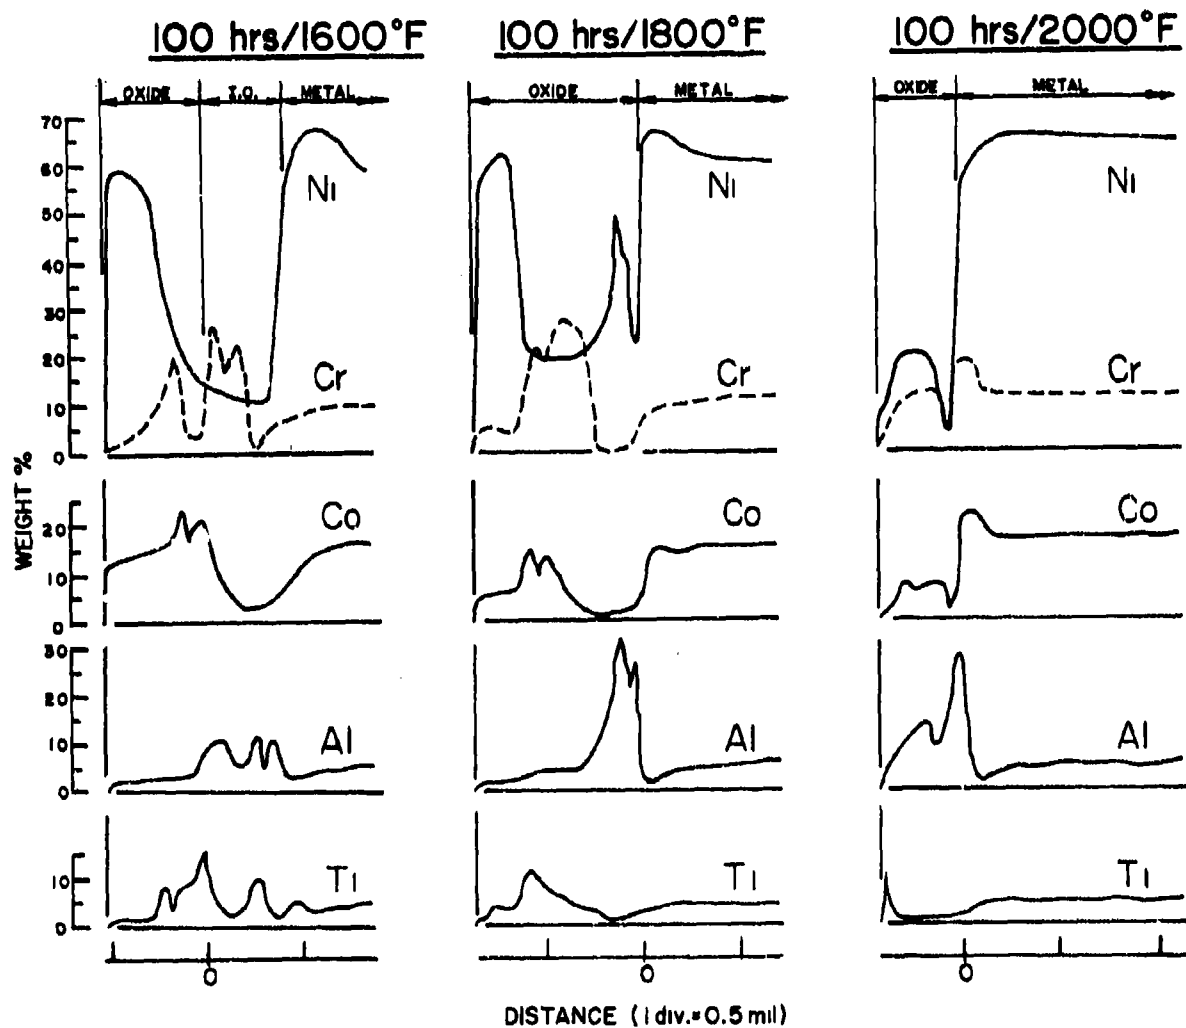 100 hrs/1600°F 100 hrs/1800°F 100 hrs/2000°F
OXIDE I.O. METAL OXIDE METAL OXIDE METAL
70
60
50
40
30
20
10
0
Ni Ni Ni
Cr Cr Cr
WEIGHT %
20
10
0
Co Co Co
30
20
10
0
Al Al Al
10
0
Ti Ti Ti
0 0 0
DISTANCE (1 div.=0.5 mil)